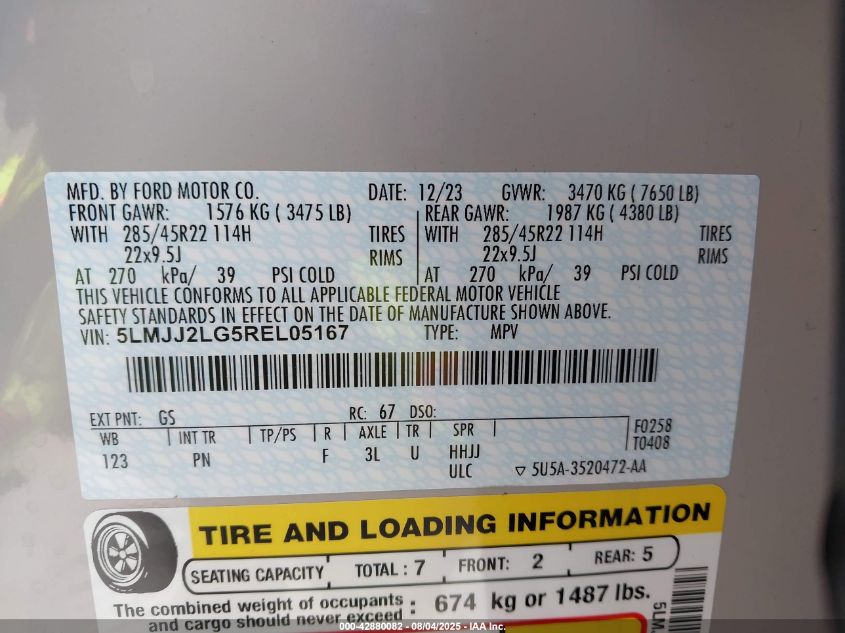 MFD. BY FORD MOTOR CO. DATE: 12/23 GVWR: 3470 KG ( 7650 LB)
FRONT GAWR: 1576 KG ( 3475 LB) REAR GAWR: 1987 KG ( 4380 LB)
WITH 285/45R22 114H TIRES WITH 285/45R22 114H TIRES
22x9.5J RIMS 22x9.5J RIMS
AT 270 kPa/ 39 PSI COLD AT 270 kPa/ 39 PSI COLD
THIS VEHICLE CONFORMS TO ALL APPLICABLE FEDERAL MOTOR VEHICLE
SAFETY STANDARDS IN EFFECT ON THE DATE OF MANUFACTURE SHOWN ABOVE.
VIN: 5LMJJ2LG5REL05167 TYPE: MPV
EXT PNT: GS RC: 67 DSO:
WB INT TR TP/PS R AXLE TR SPR F0258
123 PN F 3L U HHJJ T0408
ULC ▽ 5U5A-3520472-AA
TIRE AND LOADING INFORMATION
SEATING CAPACITY TOTAL : 7 FRONT: 2 REAR: 5
The combined weight of occupants : 674 kg or 1487 lbs.
and cargo should never exceed
5LM
000-42880082 - 08/04/2025 - IAA Inc.